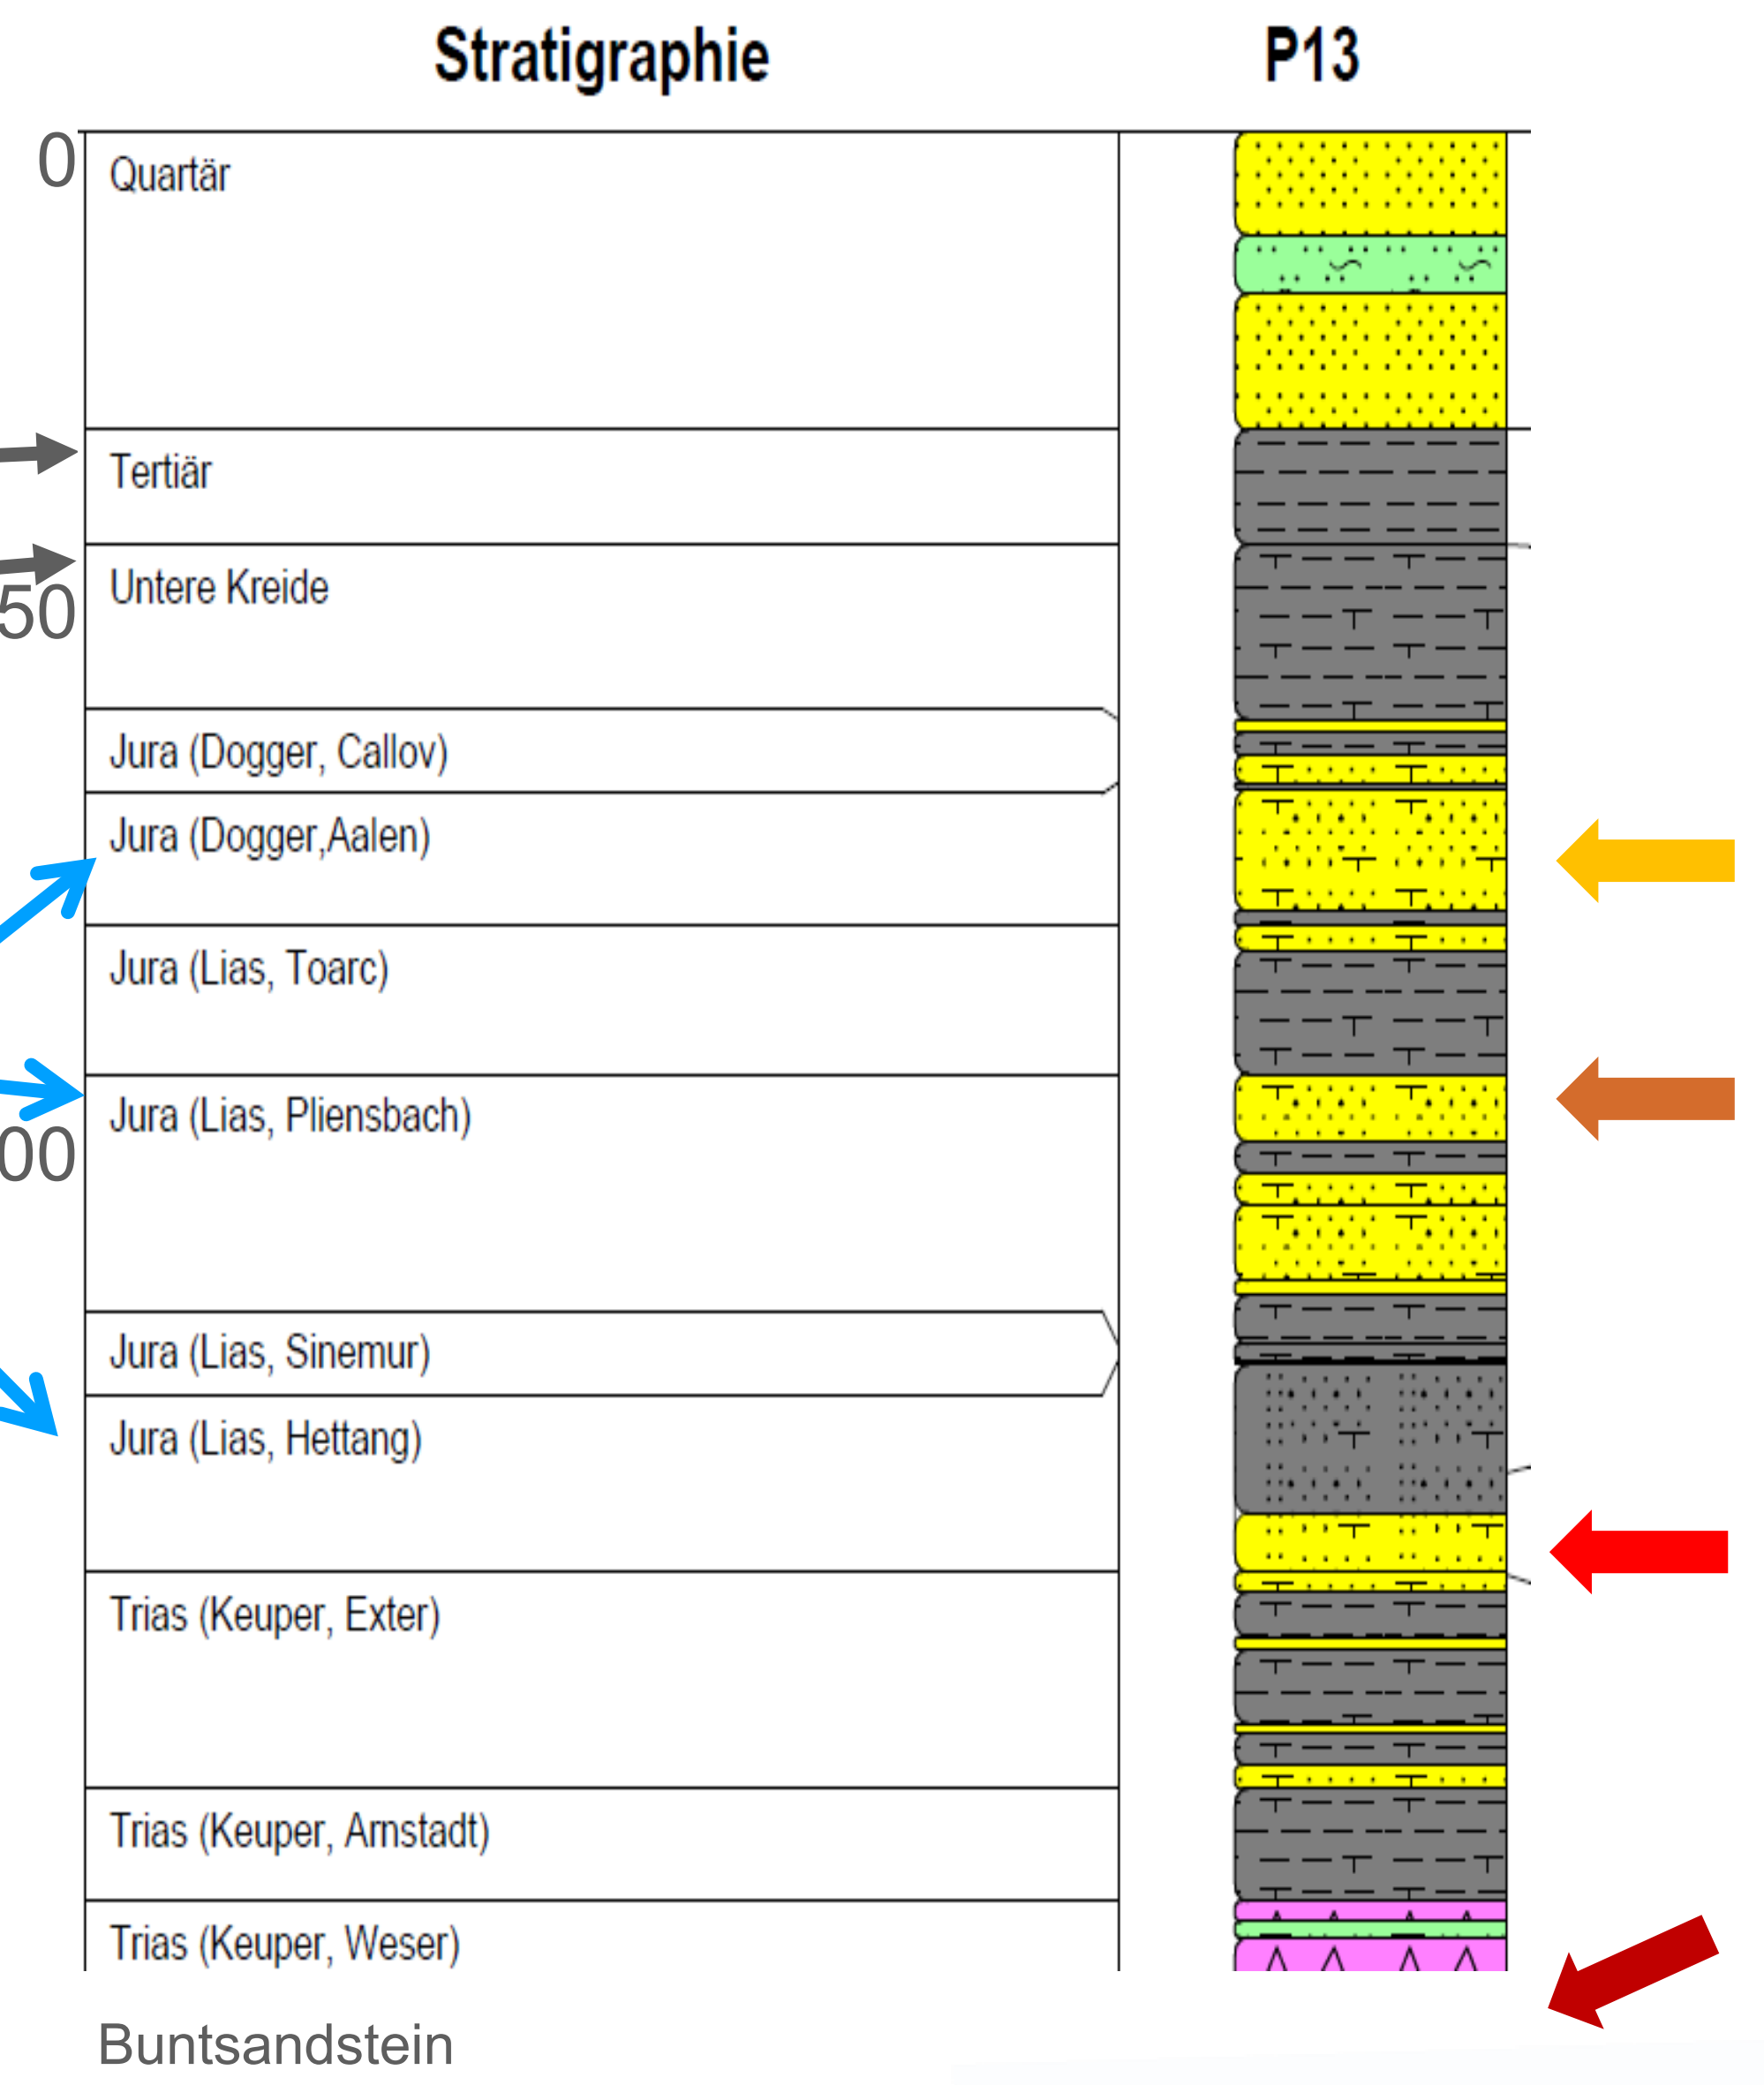 Stratigraphie P13
0
Quartär
Tertiär
Untere Kreide
50
Jura (Dogger, Callov)
Jura (Dogger,Aalen)
Jura (Lias, Toarc)
Jura (Lias, Pliensbach)
00
Jura (Lias, Sinemur)
Jura (Lias, Hettang)
Trias (Keuper, Exter)
Trias (Keuper, Arnstadt)
Trias (Keuper, Weser)
Buntsandstein